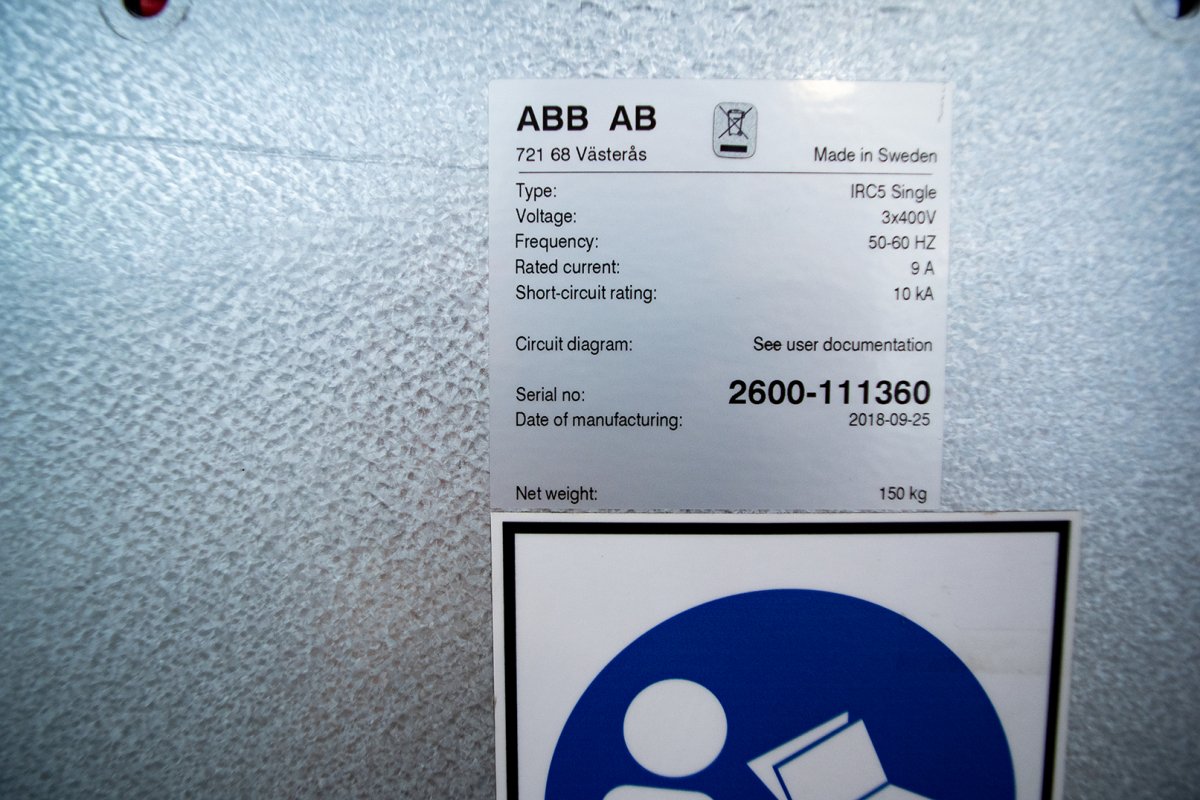 ABB AB
721 68 Västerås Made in Sweden
Type: IRC5 Single
Voltage: 3x400V
Frequency: 50-60 HZ
Rated current: 9 A
Short-circuit rating: 10 kA
Circuit diagram: See user documentation
Serial no: 2600-111360
Date of manufacturing: 2018-09-25
Net weight: 150 kg